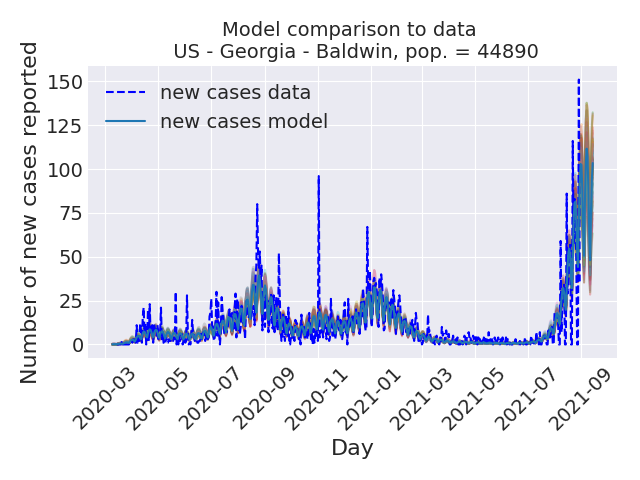 Model comparison to data
US - Georgia - Baldwin, pop. = 44890
Number of new cases reported
150
125
100
75
50
25
0
new cases data
new cases model
2020-03
2020-05
2020-07
2020-09
2020-11
2021-01
2021-03
2021-05
2021-07
2021-09
Day